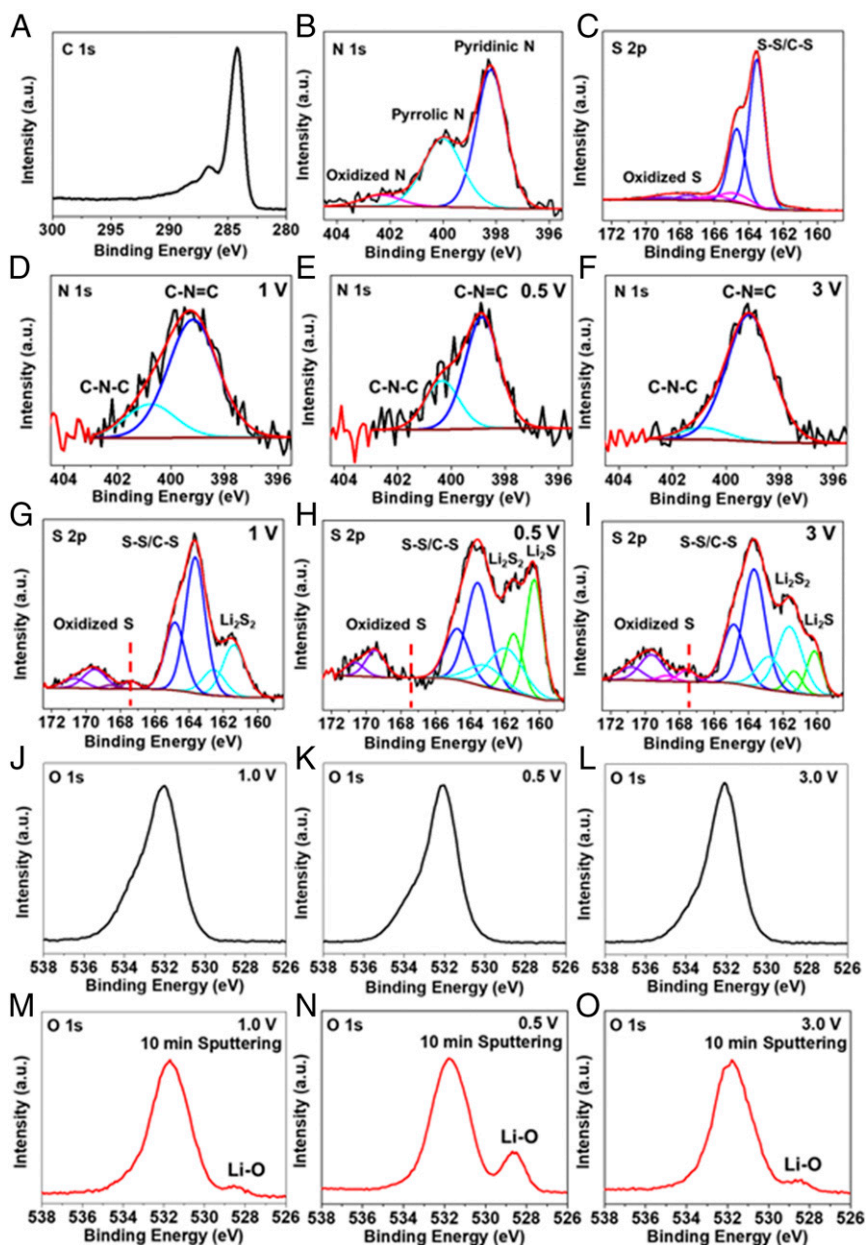 A
C 1s
Intensity (a.u.)
300 295 290 285 280
Binding Energy (eV)
B
N 1s
Pyridinic N
Pyrrolic N
Oxidized N
Intensity (a.u.)
404 402 400 398 396
Binding Energy (eV)
C
S 2p
S-S/C-S
Oxidized S
Intensity (a.u.)
172 170 168 166 164 162 160
Binding Energy (eV)
D
N 1s
C-N=C
1 V
C-N-C
Intensity (a.u.)
404 402 400 398 396
Binding Energy (eV)
E
N 1s
C-N=C
0.5 V
C-N-C
Intensity (a.u.)
404 402 400 398 396
Binding Energy (eV)
F
N 1s
C-N=C
3 V
C-N-C
Intensity (a.u.)
404 402 400 398 396
Binding Energy (eV)
G
S 2p
S-S/C-S
1 V
Li₂S₂
Oxidized S
Intensity (a.u.)
172 170 168 166 164 162 160
Binding Energy (eV)
H
S 2p
S-S/C-S
0.5 V
Li₂S₂
Li₂S
Oxidized S
Intensity (a.u.)
172 170 168 166 164 162 160
Binding Energy (eV)
I
S 2p
S-S/C-S
3 V
Li₂S₂
Li₂S
Oxidized S
Intensity (a.u.)
172 170 168 166 164 162 160
Binding Energy (eV)
J
O 1s
1.0 V
Intensity (a.u.)
538 536 534 532 530 528 526
Binding Energy (eV)
K
O 1s
0.5 V
Intensity (a.u.)
538 536 534 532 530 528 526
Binding Energy (eV)
L
O 1s
3.0 V
Intensity (a.u.)
538 536 534 532 530 528 526
Binding Energy (eV)
M
O 1s
1.0 V
10 min Sputtering
Li-O
Intensity (a.u.)
538 536 534 532 530 528 526
Binding Energy (eV)
N
O 1s
0.5 V
10 min Sputtering
Li-O
Intensity (a.u.)
538 536 534 532 530 528 526
Binding Energy (eV)
O
O 1s
3.0 V
10 min Sputtering
Li-O
Intensity (a.u.)
538 536 534 532 530 528 526
Binding Energy (eV)